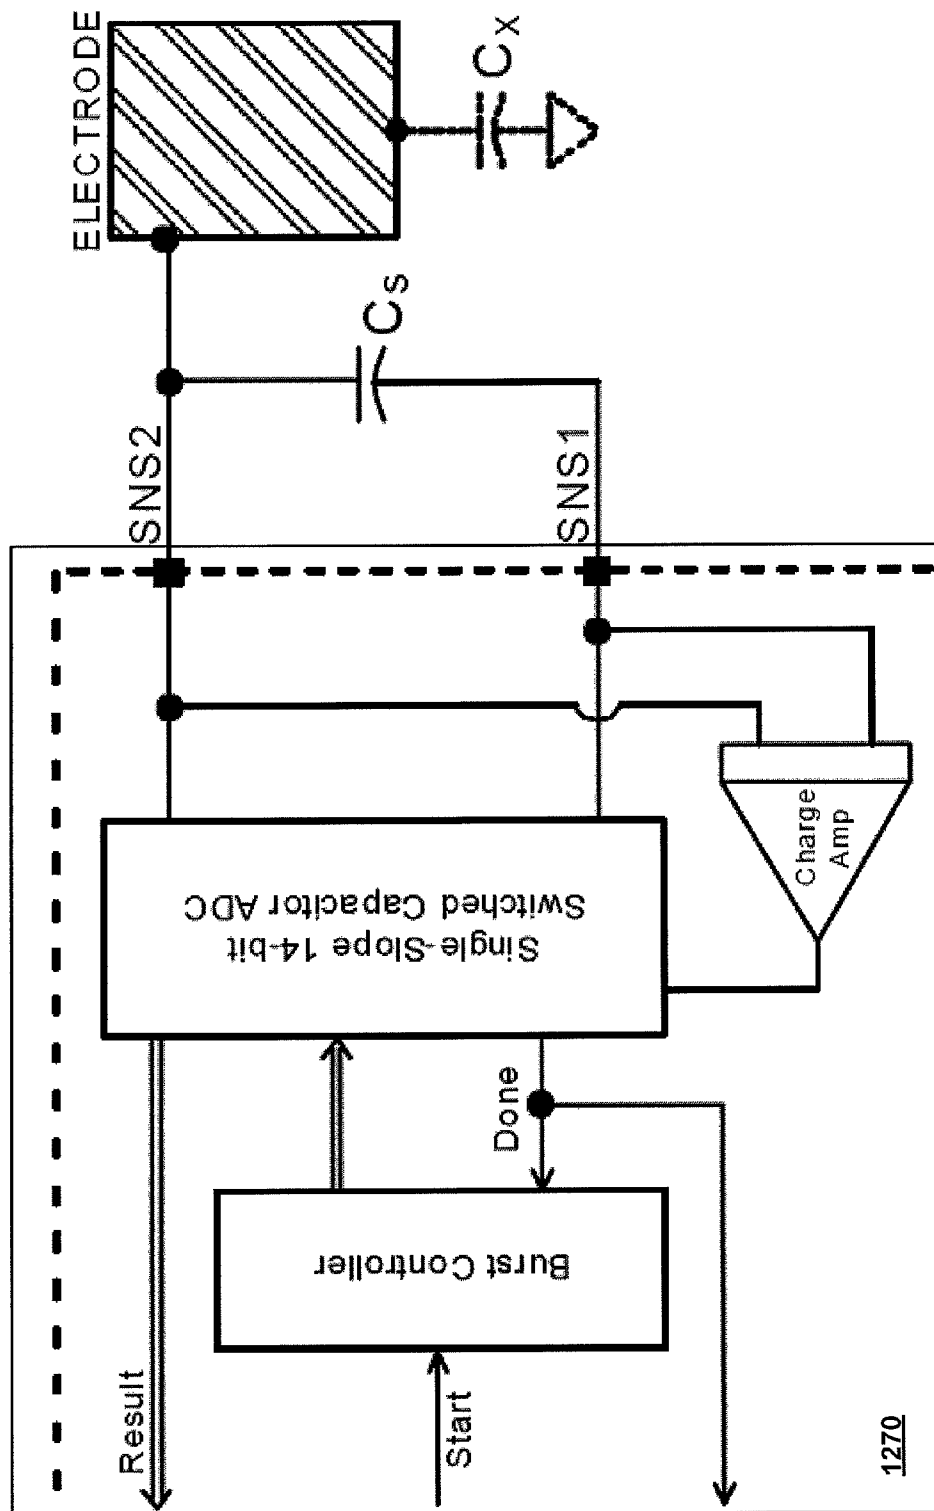 Result
Start
Burst Controller
Done
Single-Slope 14-bit
Switched Capacitor ADC
Charge
Amp
SNS2
SNS1
Cs
ELECTRODE
Cx
1270